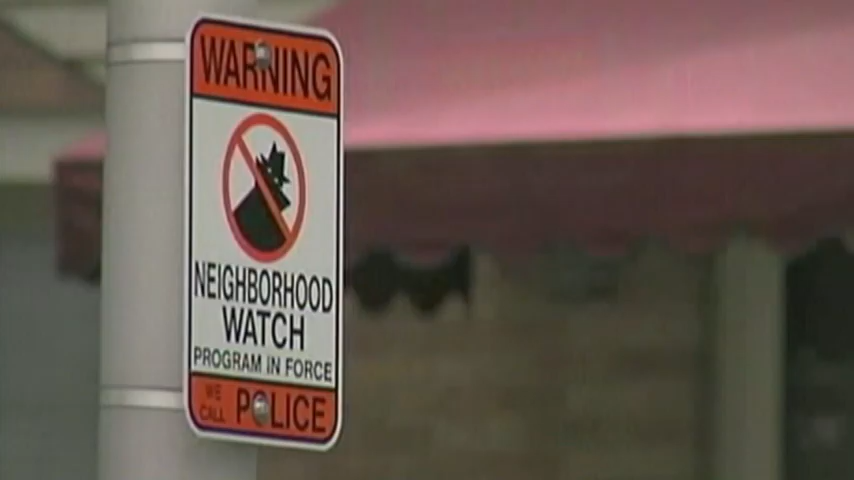 WARNING
NEIGHBORHOOD
WATCH
PROGRAM IN FORCE
WE
CALL POLICE